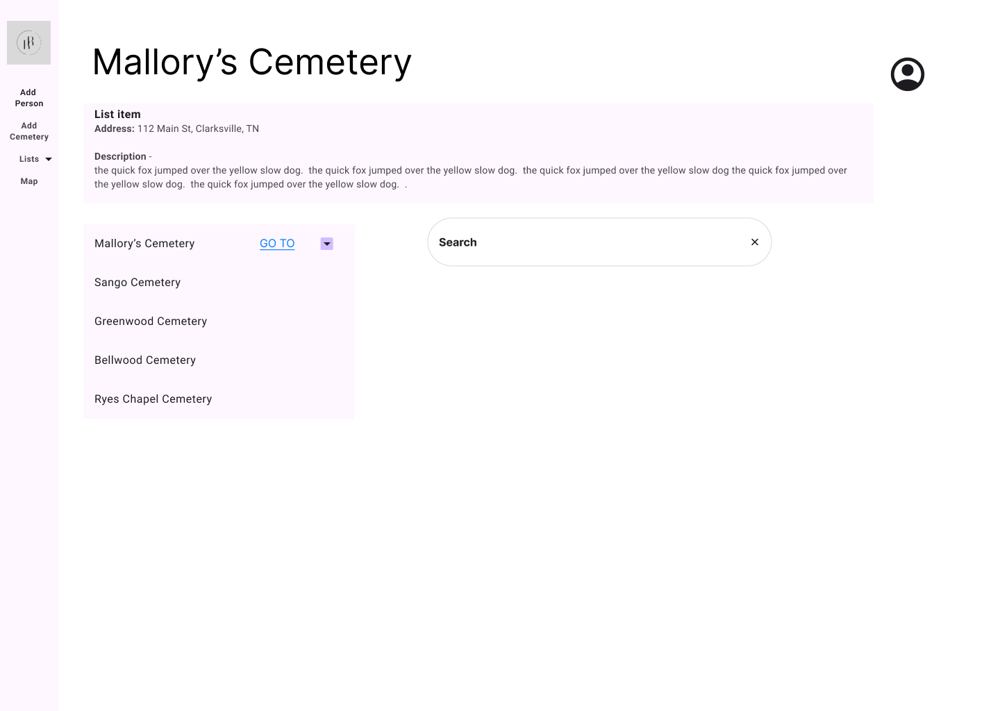 Mallory’s Cemetery
Add
Person
Add
Cemetery
Lists
Map
List item
Address: 112 Main St, Clarksville, TN
Description -
the quick fox jumped over the yellow slow dog.  the quick fox jumped over the yellow slow dog.  the quick fox jumped over the yellow slow dog the quick fox jumped over
the yellow slow dog.  the quick fox jumped over the yellow slow dog.  .
Mallory’s Cemetery GO TO
Sango Cemetery
Greenwood Cemetery
Bellwood Cemetery
Ryes Chapel Cemetery
Search